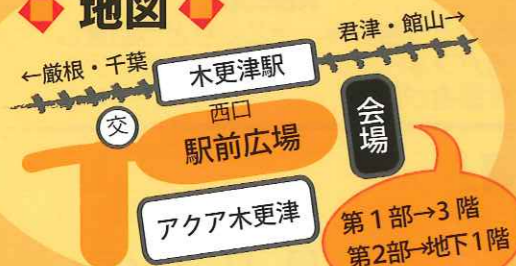 地図
君津・館山→
←厳根・千葉
木更津駅
交
西口
駅前広場
会場
アクア木更津
第1部→3階
第2部→地下1階